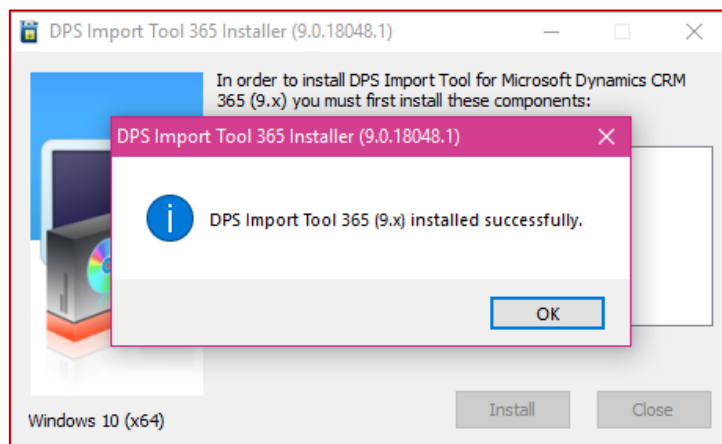 DPS Import Tool 365 Installer (9.0.18048.1)
In order to install DPS Import Tool for Microsoft Dynamics CRM
365 (9.x) you must first install these components:
DPS Import Tool 365 Installer (9.0.18048.1)
DPS Import Tool 365 (9.x) installed successfully.
OK
Install
Close
Windows 10 (x64)